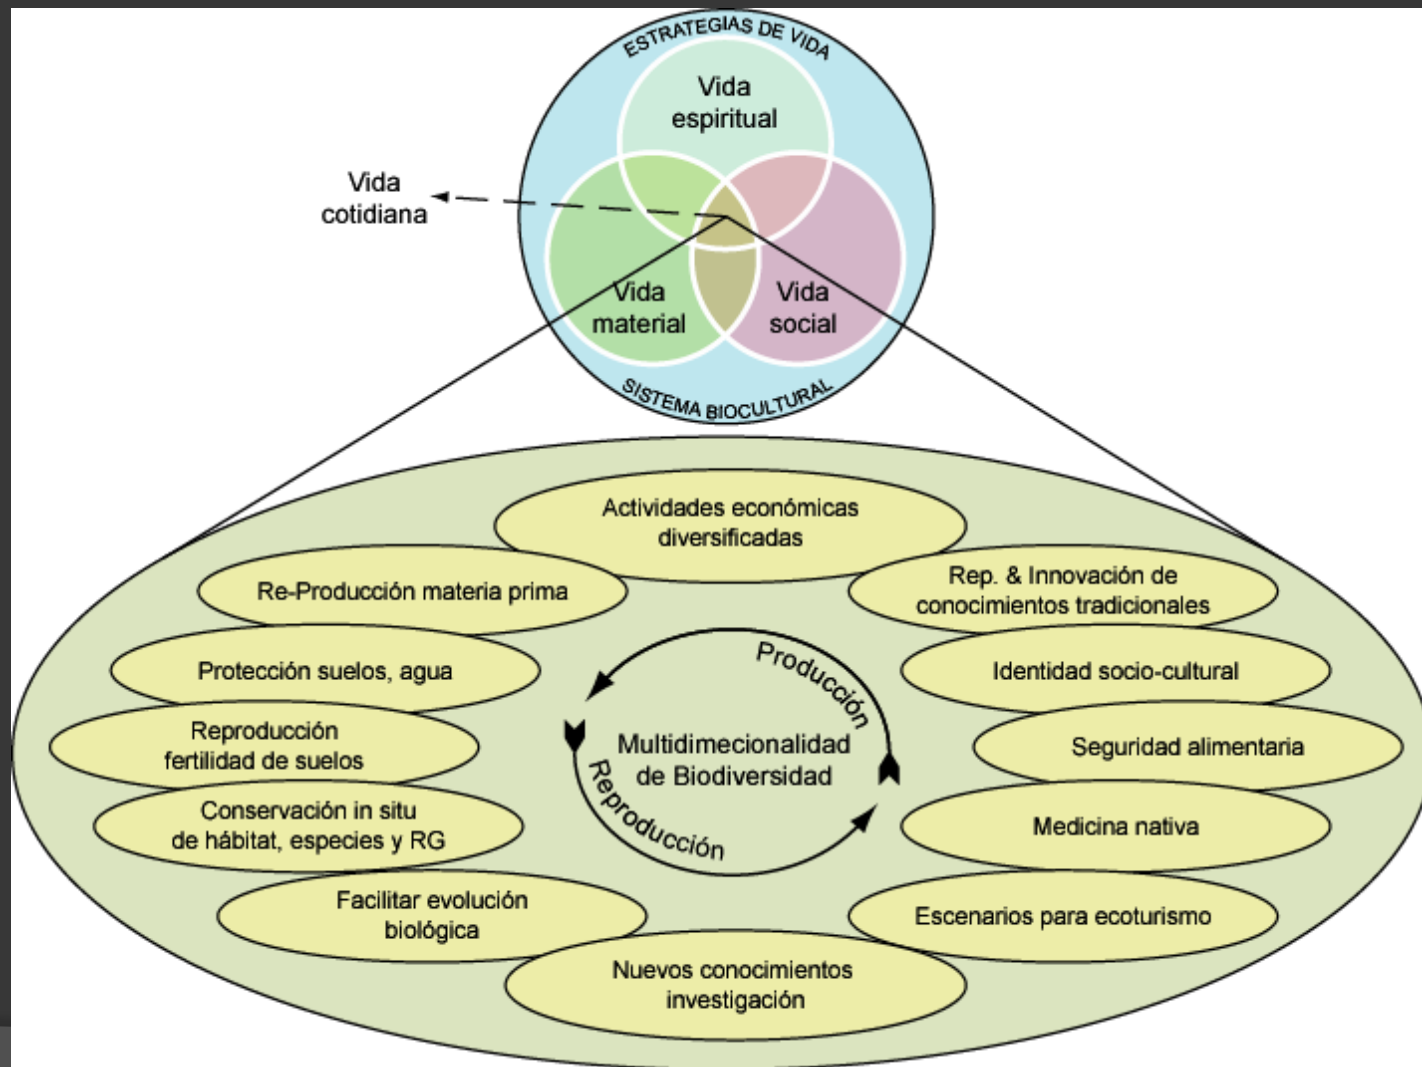 ESTRATEGIAS DE VIDA
Vida
espiritual
Vida
cotidiana
Vida
material
Vida
social
SISTEMA BIOCULTURAL
Actividades económicas
diversificadas
Re-Producción materia prima
Rep. & Innovación de
conocimientos tradicionales
Protección suelos, agua
Identidad socio-cultural
Reproducción
fertilidad de suelos
Seguridad alimentaria
Conservación in situ
de hábitat, especies y RG
Medicina nativa
Facilitar evolución
biológica
Escenarios para ecoturismo
Nuevos conocimientos
investigación
Producción
Multidimecionalidad
de Biodiversidad
Reproducción